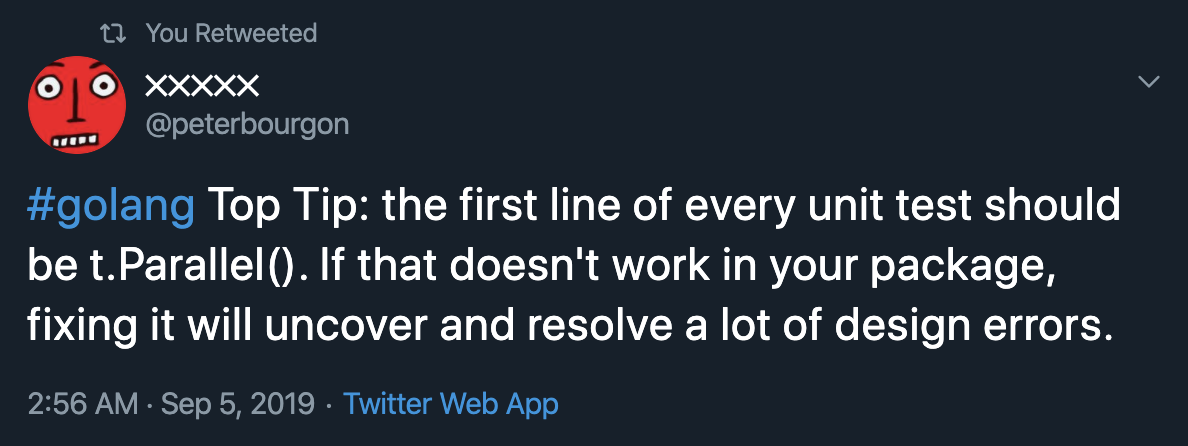 You Retweeted
xxxxx
@peterbourgon
#golang Top Tip: the first line of every unit test should
be t.Parallel(). If that doesn't work in your package,
fixing it will uncover and resolve a lot of design errors.
2:56 AM · Sep 5, 2019 · Twitter Web App